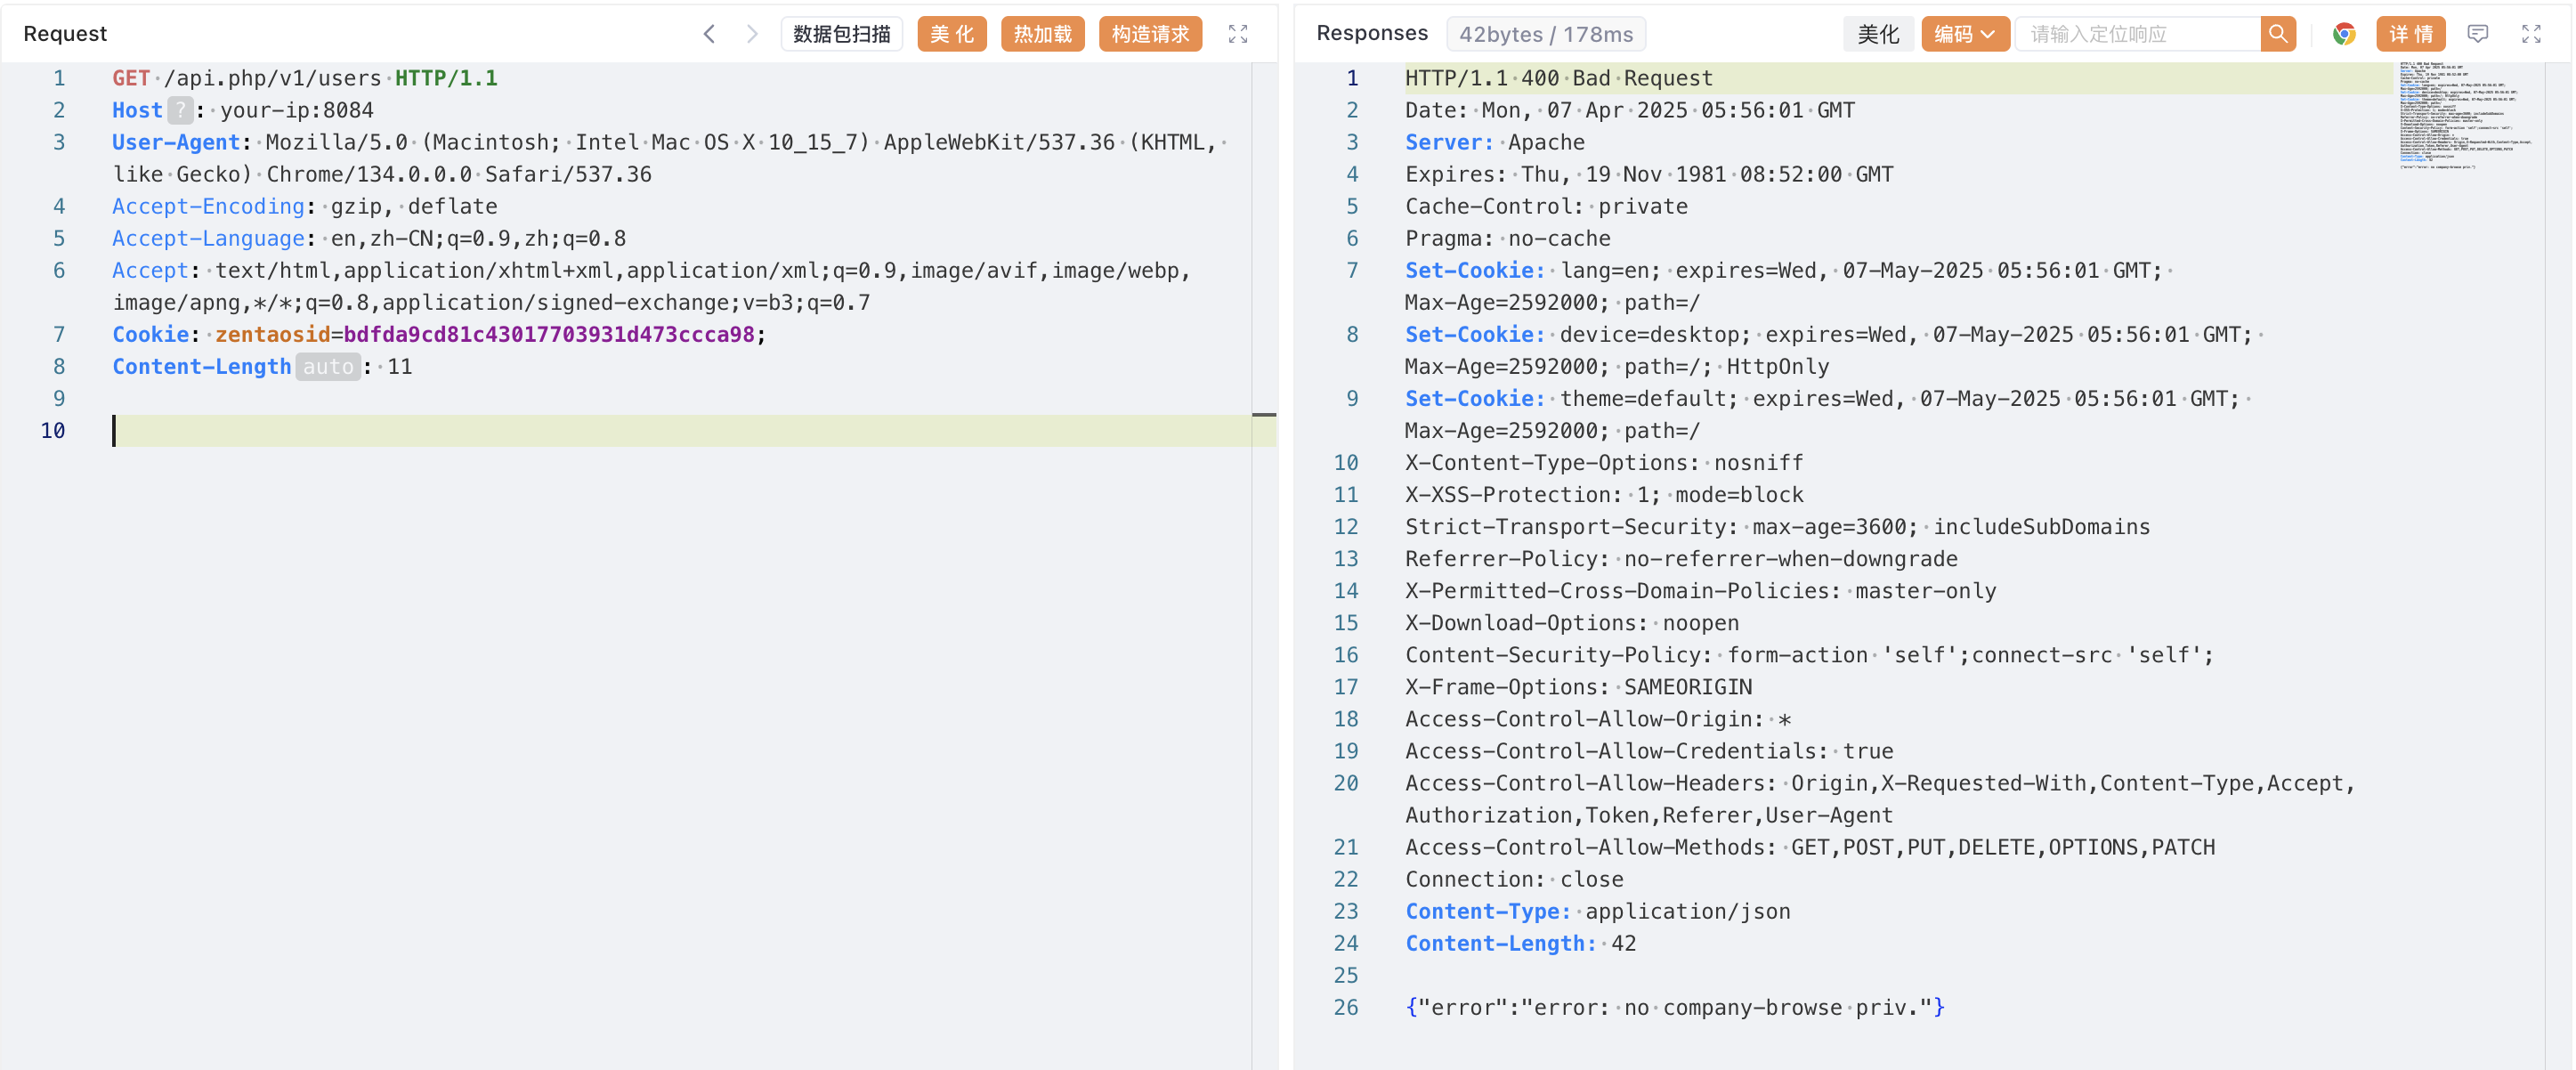 Request
数据包扫描
美 化
热加载
构造请求
1 GET /api.php/v1/users HTTP/1.1
2 Host ? : your-ip:8084
3 User-Agent: Mozilla/5.0 (Macintosh; Intel Mac OS X 10_15_7) AppleWebKit/537.36 (KHTML,
like Gecko) Chrome/134.0.0.0 Safari/537.36
4 Accept-Encoding: gzip, deflate
5 Accept-Language: en,zh-CN;q=0.9,zh;q=0.8
6 Accept: text/html,application/xhtml+xml,application/xml;q=0.9,image/avif,image/webp,
image/apng,*/*;q=0.8,application/signed-exchange;v=b3;q=0.7
7 Cookie: zentaosid=bdfda9cd81c43017703931d473ccca98;
8 Content-Length auto : 11
9
10
Responses
42bytes / 178ms
美化
编码
请输入定位响应
详 情
1 HTTP/1.1 400 Bad Request
2 Date: Mon, 07 Apr 2025 05:56:01 GMT
3 Server: Apache
4 Expires: Thu, 19 Nov 1981 08:52:00 GMT
5 Cache-Control: private
6 Pragma: no-cache
7 Set-Cookie: lang=en; expires=Wed, 07-May-2025 05:56:01 GMT;
Max-Age=2592000; path=/
8 Set-Cookie: device=desktop; expires=Wed, 07-May-2025 05:56:01 GMT;
Max-Age=2592000; path=/; HttpOnly
9 Set-Cookie: theme=default; expires=Wed, 07-May-2025 05:56:01 GMT;
Max-Age=2592000; path=/
10 X-Content-Type-Options: nosniff
11 X-XSS-Protection: 1; mode=block
12 Strict-Transport-Security: max-age=3600; includeSubDomains
13 Referrer-Policy: no-referrer-when-downgrade
14 X-Permitted-Cross-Domain-Policies: master-only
15 X-Download-Options: noopen
16 Content-Security-Policy: form-action 'self';connect-src 'self';
17 X-Frame-Options: SAMEORIGIN
18 Access-Control-Allow-Origin: *
19 Access-Control-Allow-Credentials: true
20 Access-Control-Allow-Headers: Origin,X-Requested-With,Content-Type,Accept,
Authorization,Token,Referer,User-Agent
21 Access-Control-Allow-Methods: GET,POST,PUT,DELETE,OPTIONS,PATCH
22 Connection: close
23 Content-Type: application/json
24 Content-Length: 42
25
26 {"error":"error: no company-browse priv."}